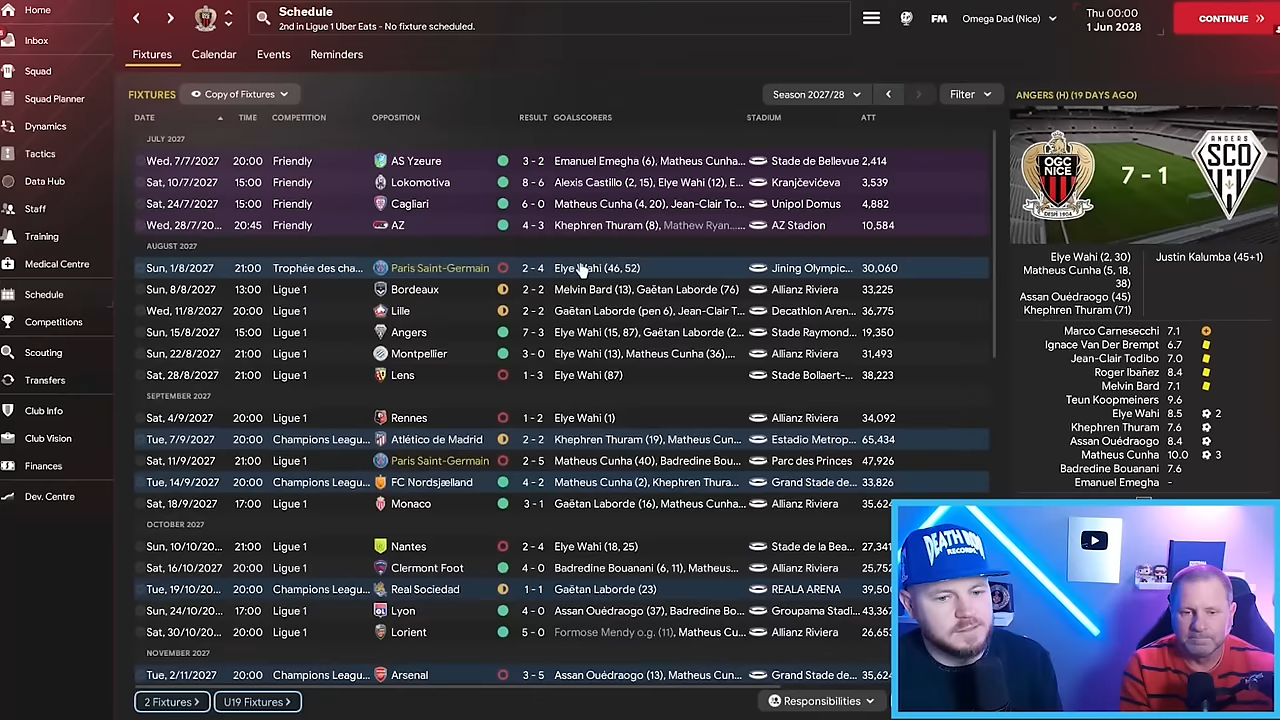 Home
Schedule
2nd in Ligue 1 Uber Eats - No fixture scheduled.
FM
Omega Dad (Nice)
Thu 00:00
1 Jun 2028
CONTINUE
Inbox
Squad
Squad Planner
Dynamics
Tactics
Data Hub
Staff
Training
Medical Centre
Schedule
Competitions
Scouting
Transfers
Club Info
Club Vision
Finances
Dev. Centre
Fixtures Calendar Events Reminders
FIXTURES Copy of Fixtures Season 2027/28 Filter
DATE TIME COMPETITION OPPOSITION RESULT GOALSCORERS STADIUM ATT
JULY 2027
Wed, 7/7/2027 20:00 Friendly AS Yzeure 3 - 2 Emanuel Emegha (6), Matheus Cunha... Stade de Bellevue 2,414
Sat, 10/7/2027 15:00 Friendly Lokomotiva 8 - 6 Alexis Castillo (2, 15), Elye Wahi (12), E... Kranjčevićeva 3,539
Sat, 24/7/2027 15:00 Friendly Cagliari 6 - 0 Matheus Cunha (4, 20), Jean-Clair To... Unipol Domus 4,882
Wed, 28/7/20... 20:45 Friendly AZ 4 - 3 Khephren Thuram (8), Mathew Ryan...... AZ Stadion 10,584
AUGUST 2027
Sun, 1/8/2027 21:00 Trophée des cha... Paris Saint-Germain 2 - 4 Elye Wahi (46, 52) Jining Olympic... 30,060
Sun, 8/8/2027 13:00 Ligue 1 Bordeaux 2 - 2 Melvin Bard (13), Gaëtan Laborde (76) Allianz Riviera 33,225
Wed, 11/8/2027 20:00 Ligue 1 Lille 2 - 2 Gaëtan Laborde (pen 6), Jean-Clair T... Decathlon Aren... 36,775
Sun, 15/8/2027 15:00 Ligue 1 Angers 7 - 3 Elye Wahi (15, 87), Gaëtan Laborde (2... Stade Raymond... 19,350
Sun, 22/8/2027 21:00 Ligue 1 Montpellier 3 - 0 Elye Wahi (13), Matheus Cunha (36),... Allianz Riviera 31,493
Sat, 28/8/2027 21:00 Ligue 1 Lens 1 - 3 Elye Wahi (87) Stade Bollaert-... 38,223
SEPTEMBER 2027
Sat, 4/9/2027 20:00 Ligue 1 Rennes 1 - 2 Elye Wahi (1) Allianz Riviera 34,092
Tue, 7/9/2027 20:00 Champions Leagu... Atlético de Madrid 2 - 2 Khephren Thuram (19), Matheus Cun... Estadio Metrop... 65,434
Sat, 11/9/2027 21:00 Ligue 1 Paris Saint-Germain 2 - 5 Matheus Cunha (40), Badredine Bou... Parc des Princes 47,926
Tue, 14/9/2027 20:00 Champions Leagu... FC Nordsjælland 4 - 2 Matheus Cunha (2), Khephren Thura... Grand Stade de... 33,826
Sat, 18/9/2027 17:00 Ligue 1 Monaco 3 - 1 Gaëtan Laborde (16), Matheus Cunha... Allianz Riviera 35,624
OCTOBER 2027
Sun, 10/10/20... 21:00 Ligue 1 Nantes 2 - 4 Elye Wahi (18, 25) Stade de la Bea... 27,341
Sat, 16/10/2027 20:00 Ligue 1 Clermont Foot 4 - 0 Badredine Bouanani (6, 11), Matheus... Allianz Riviera 25,752
Tue, 19/10/20... 20:00 Champions Leagu... Real Sociedad 1 - 1 Gaëtan Laborde (23) REALA ARENA 39,50
Sun, 24/10/20... 17:00 Ligue 1 Lyon 4 - 0 Assan Ouédraogo (37), Badredine Bo... Groupama Stadi... 43,367
Sat, 30/10/20... 20:00 Ligue 1 Lorient 5 - 0 Formose Mendy o.g. (11), Matheus Cu... Allianz Riviera 26,653
NOVEMBER 2027
Tue, 2/11/2027 20:00 Champions Leagu... Arsenal 3 - 5 Assan Ouédraogo (13), Matheus Cun... Grand Stade de... 35,624
2 Fixtures > U19 Fixtures > Responsibilities
ANGERS (H) (19 DAYS AGO)
OGC
NICE
DEPUIS 1904
7 - 1
ANGERS
SCO
Elye Wahi (2, 30) Justin Kalumba (45+1)
Matheus Cunha (5, 18,
38)
Assan Ouédraogo (45)
Khephren Thuram (71)
Marco Carnesecchi 7.1
Ignace Van Der Brempt 6.7
Jean-Clair Todibo 7.0
Roger Ibañez 8.4
Melvin Bard 7.1
Teun Koopmeiners 9.6
Elye Wahi 8.5 2
Khephren Thuram 7.6
Assan Ouédraogo 8.4
Matheus Cunha 10.0 3
Badredine Bouanani 7.6
Emanuel Emegha -
DEATH ROW
RECORDS